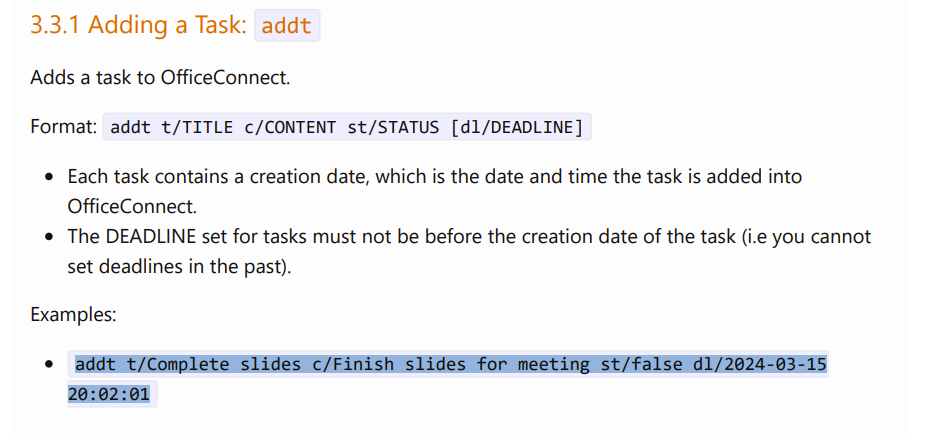 3.3.1 Adding a Task: addt
Adds a task to OfficeConnect.
Format: addt t/TITLE c/CONTENT st/STATUS [dl/DEADLINE]
• Each task contains a creation date, which is the date and time the task is added into
OfficeConnect.
• The DEADLINE set for tasks must not be before the creation date of the task (i.e you cannot
set deadlines in the past).
Examples:
• addt t/Complete slides c/Finish slides for meeting st/false dl/2024-03-15
20:02:01